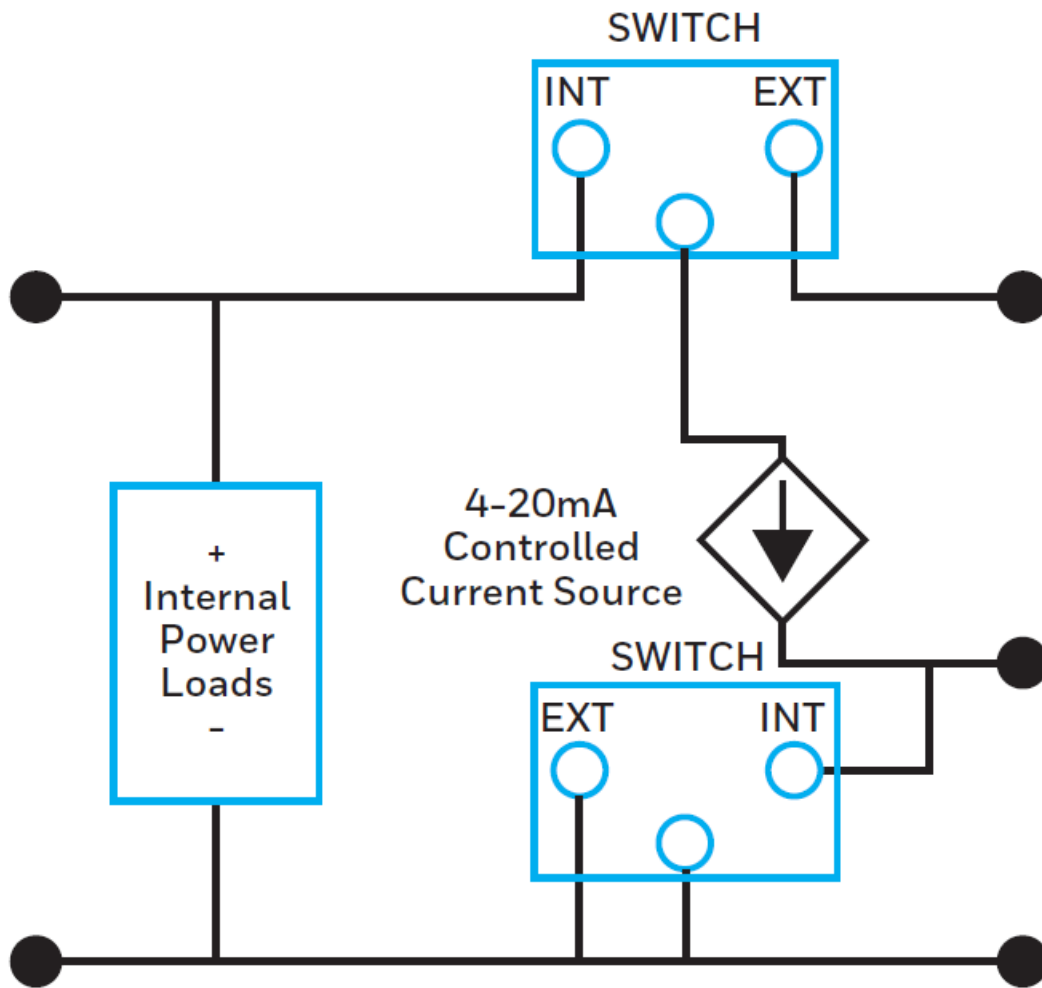 SWITCH
INT
EXT
4-20mA
Controlled
Current Source
+
Internal
Power
Loads
-
SWITCH
EXT
INT